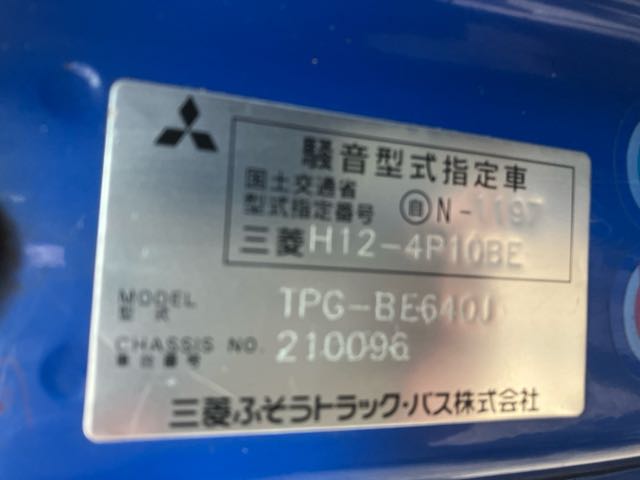 騒音型式指定車
国土交通省
型式指定番号 自N-1197
三菱H12-4P10BE
MODEL
型式 TPG-BE640J
CHASSIS NO.
車台番号 210096
三菱ふそうトラック・バス株式会社